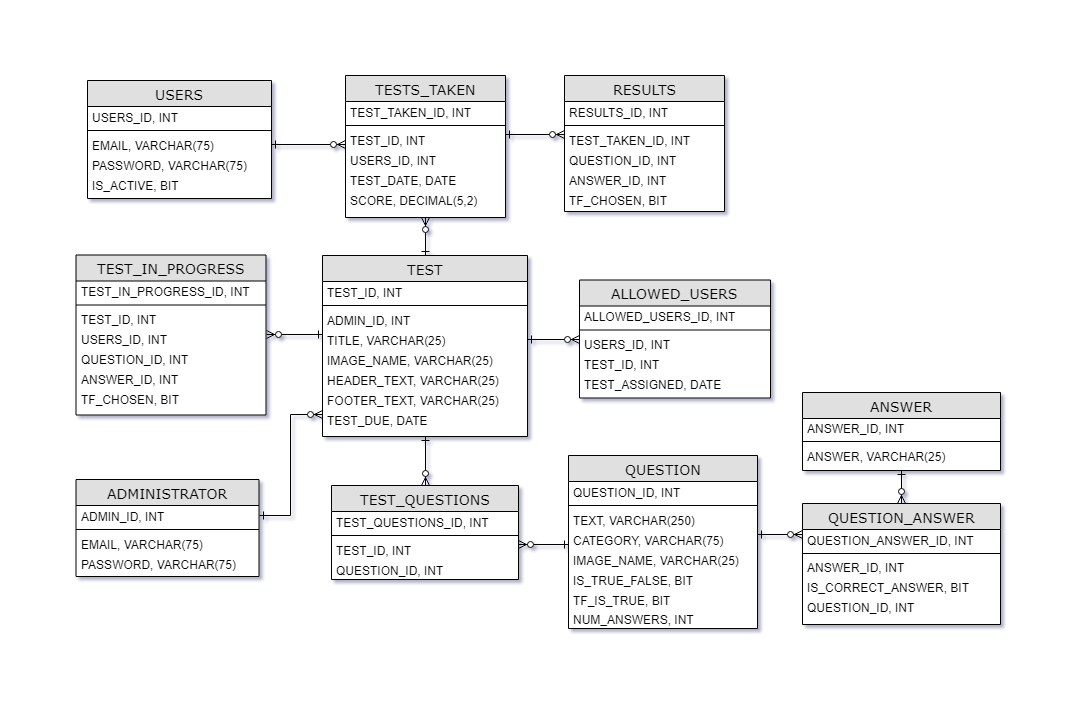 USERS
USERS_ID, INT
EMAIL, VARCHAR(75)
PASSWORD, VARCHAR(75)
IS_ACTIVE, BIT
TESTS_TAKEN
TEST_TAKEN_ID, INT
TEST_ID, INT
USERS_ID, INT
TEST_DATE, DATE
SCORE, DECIMAL(5,2)
RESULTS
RESULTS_ID, INT
TEST_TAKEN_ID, INT
QUESTION_ID, INT
ANSWER_ID, INT
TF_CHOSEN, BIT
TEST_IN_PROGRESS
TEST_IN_PROGRESS_ID, INT
TEST_ID, INT
USERS_ID, INT
QUESTION_ID, INT
ANSWER_ID, INT
TF_CHOSEN, BIT
TEST
TEST_ID, INT
ADMIN_ID, INT
TITLE, VARCHAR(25)
IMAGE_NAME, VARCHAR(25)
HEADER_TEXT, VARCHAR(25)
FOOTER_TEXT, VARCHAR(25)
TEST_DUE, DATE
ALLOWED_USERS
ALLOWED_USERS_ID, INT
USERS_ID, INT
TEST_ID, INT
TEST_ASSIGNED, DATE
ANSWER
ANSWER_ID, INT
ANSWER, VARCHAR(25)
ADMINISTRATOR
ADMIN_ID, INT
EMAIL, VARCHAR(75)
PASSWORD, VARCHAR(75)
TEST_QUESTIONS
TEST_QUESTIONS_ID, INT
TEST_ID, INT
QUESTION_ID, INT
QUESTION
QUESTION_ID, INT
TEXT, VARCHAR(250)
CATEGORY, VARCHAR(75)
IMAGE_NAME, VARCHAR(25)
IS_TRUE_FALSE, BIT
TF_IS_TRUE, BIT
NUM_ANSWERS, INT
QUESTION_ANSWER
QUESTION_ANSWER_ID, INT
ANSWER_ID, INT
IS_CORRECT_ANSWER, BIT
QUESTION_ID, INT